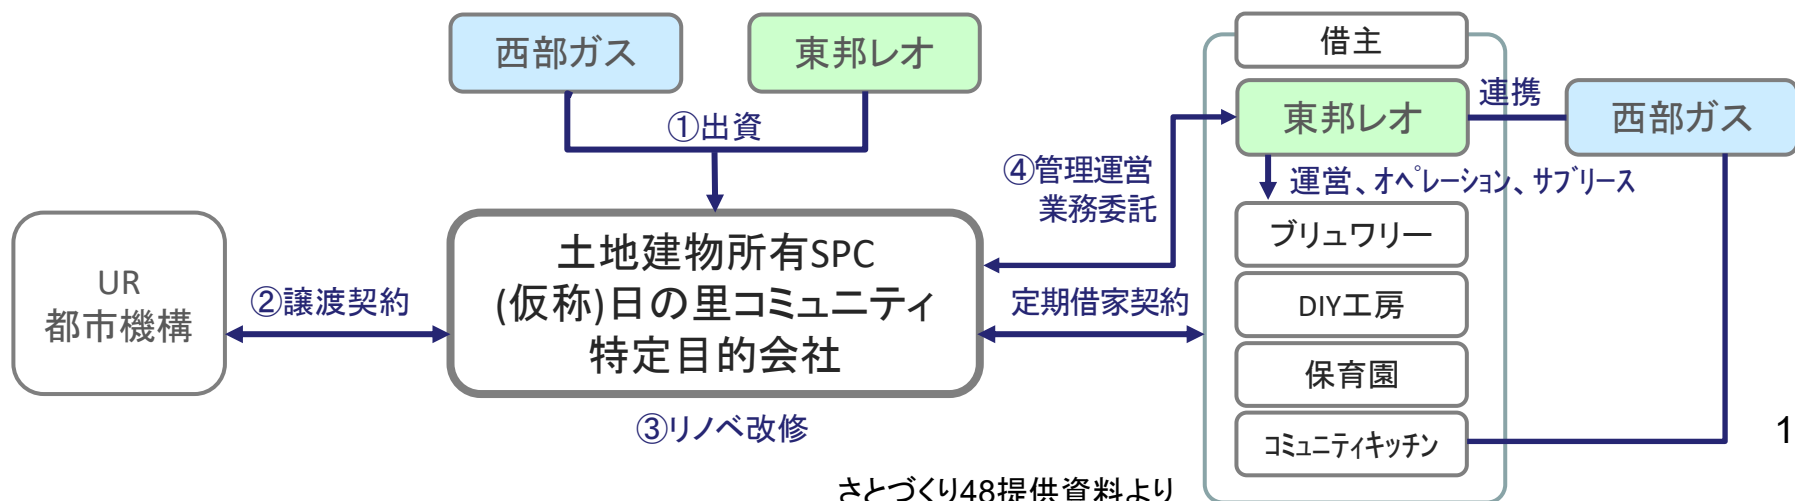 西部ガス
東邦レオ
①出資
UR
都市機構
②譲渡契約
土地建物所有SPC
(仮称)日の里コミュニティ
特定目的会社
③リノベ改修
④管理運営
業務委託
定期借家契約
借主
東邦レオ
連携
西部ガス
運営、オペレーション、サブリース
ブリュワリー
DIY工房
保育園
コミュニティキッチン
さとづくり48提供資料より
1